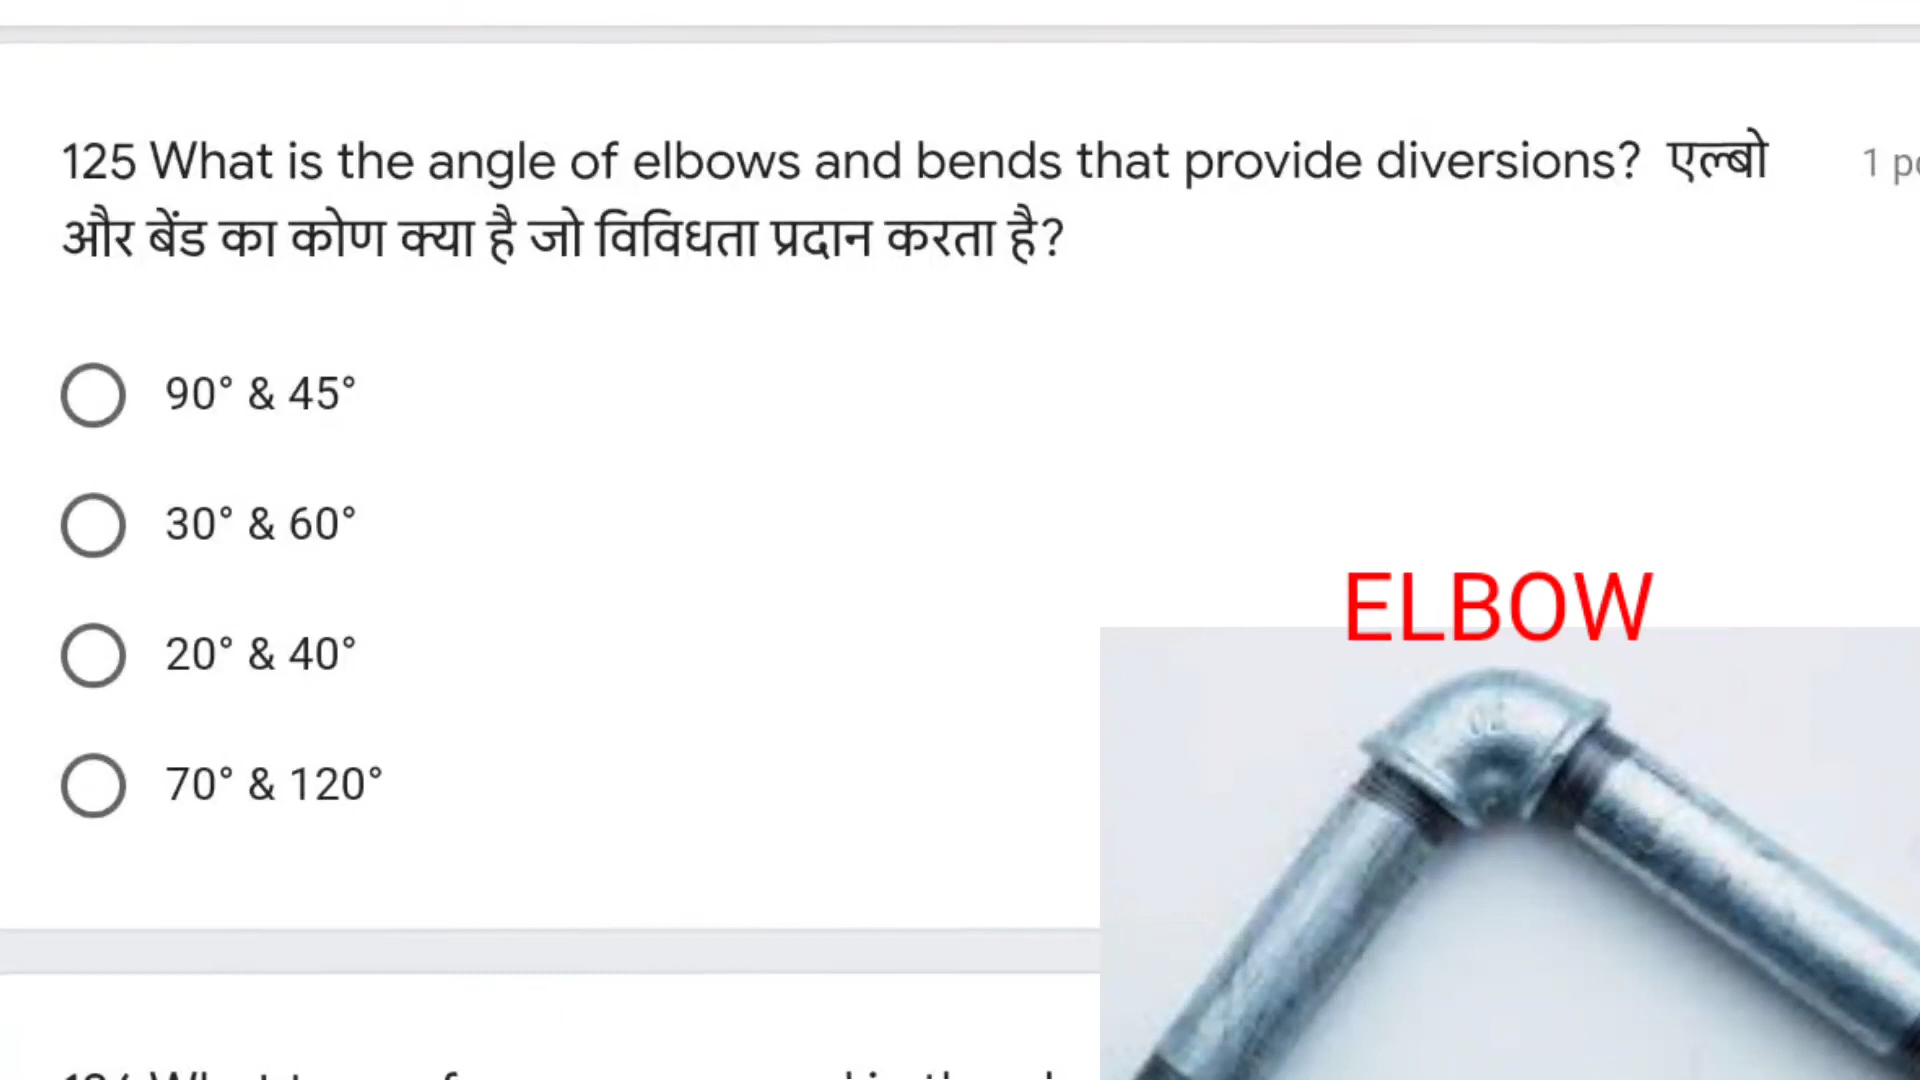 125 What is the angle of elbows and bends that provide diversions? एल्बो
1
और बेंड का कोण क्या है जो विविधता प्रदान करता है?
90° & 45°
30° & 60°
20° & 40°
70° & 120°
ELBOW